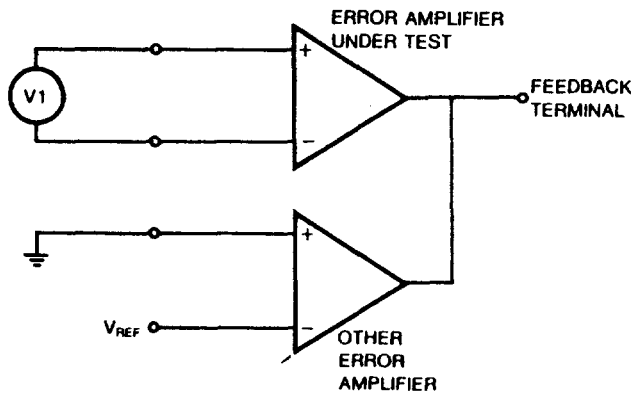 ERROR AMPLIFIER
UNDER TEST
+
V1
FEEDBACK
TERMINAL
−
+
VREF
−
OTHER
ERROR
AMPLIFIER